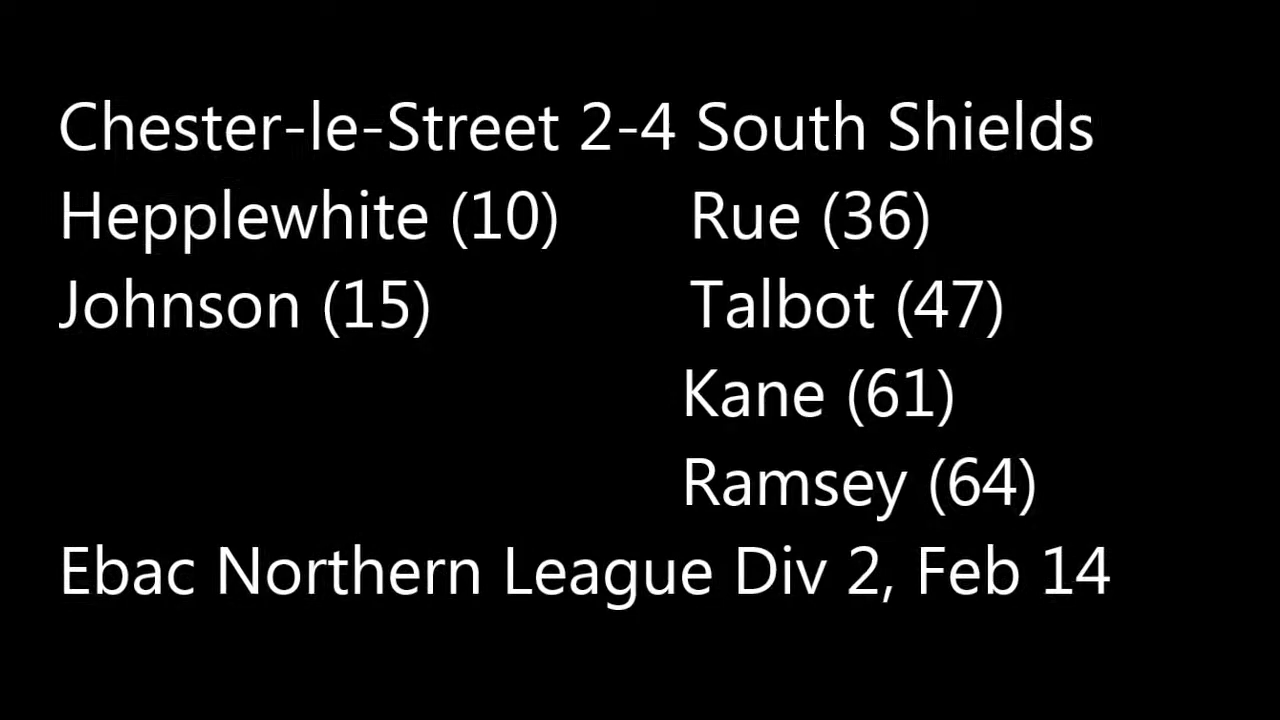 Chester-le-Street 2-4 South Shields
Hepplewhite (10) Rue (36)
Johnson (15) Talbot (47)
Kane (61)
Ramsey (64)
Ebac Northern League Div 2, Feb 14